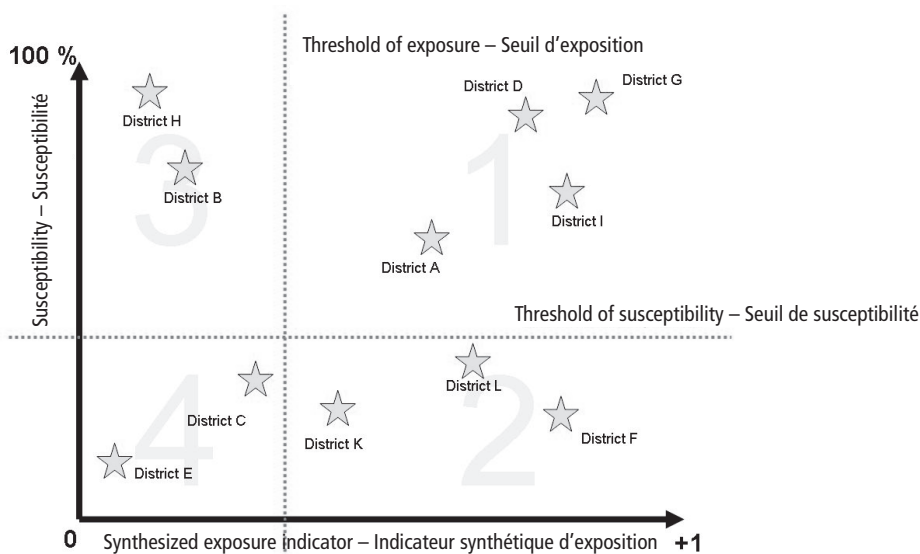 Threshold of exposure – Seuil d'exposition
100 %
District D
District G
District H
3
1
District B
District I
District A
Susceptibility – Susceptibilité
Threshold of susceptibility – Seuil de susceptibilité
District L
District C
4
2
District K
District F
District E
0
Synthesized exposure indicator – Indicateur synthétique d'exposition
+1